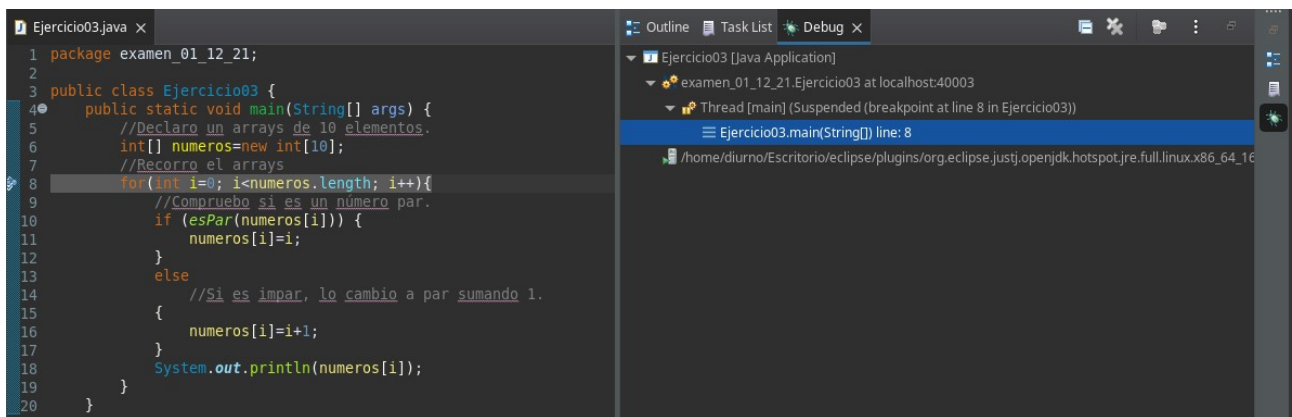 Ejercicio03.java
1 package examen_01_12_21;
2
3 public class Ejercicio03 {
4 public static void main(String[] args) {
5 //Declaro un arrays de 10 elementos.
6 int[] numeros=new int[10];
7 //Recorro el arrays
8 for(int i=0; i<numeros.length; i++){
9 //Compruebo si es un número par.
10 if (esPar(numeros[i])) {
11 numeros[i]=i;
12 }
13 else
14 //Si es impar, lo cambio a par sumando 1.
15 {
16 numeros[i]=i+1;
17 }
18 System.out.println(numeros[i]);
19 }
20 }
Outline Task List Debug
Ejercicio03 [Java Application]
examen_01_12_21.Ejercicio03 at localhost:40003
Thread [main] (Suspended (breakpoint at line 8 in Ejercicio03))
Ejercicio03.main(String[]) line: 8
/home/diurno/Escritorio/eclipse/plugins/org.eclipse.justj.openjdk.hotspot.jre.full.linux.x86_64_16